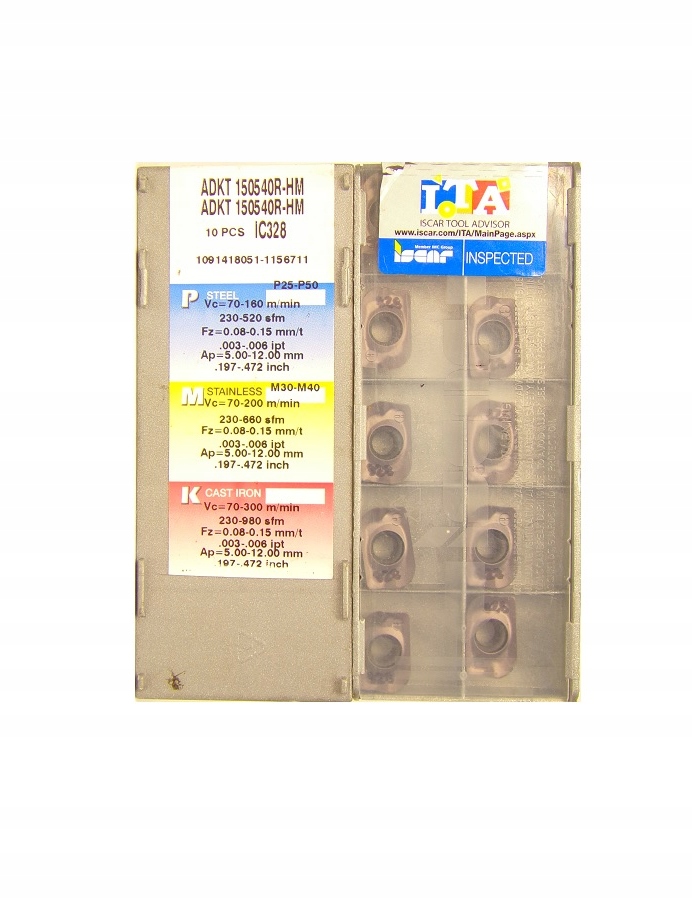 ADKT 150540R-HM
ADKT 150540R-HM
10 PCS IC328
1091418051-1156711
P STEEL P25-P50
Vc=70-160 m/min
230-520 sfm
Fz=0.08-0.15 mm/t
.003-.006 ipt
Ap=5.00-12.00 mm
.197-.472 inch
M STAINLESS M30-M40
Vc=70-200 m/min
230-660 sfm
Fz=0.08-0.15 mm/t
.003-.006 ipt
Ap=5.00-12.00 mm
.197-.472 inch
K CAST IRON
Vc=70-300 m/min
230-980 sfm
Fz=0.08-0.15 mm/t
.003-.006 ipt
Ap=5.00-12.00 mm
.197-.472 inch
ITA
ISCAR TOOL ADVISOR
www.iscar.com/ITA/MainPage.aspx
Member IMC Group
iscar INSPECTED